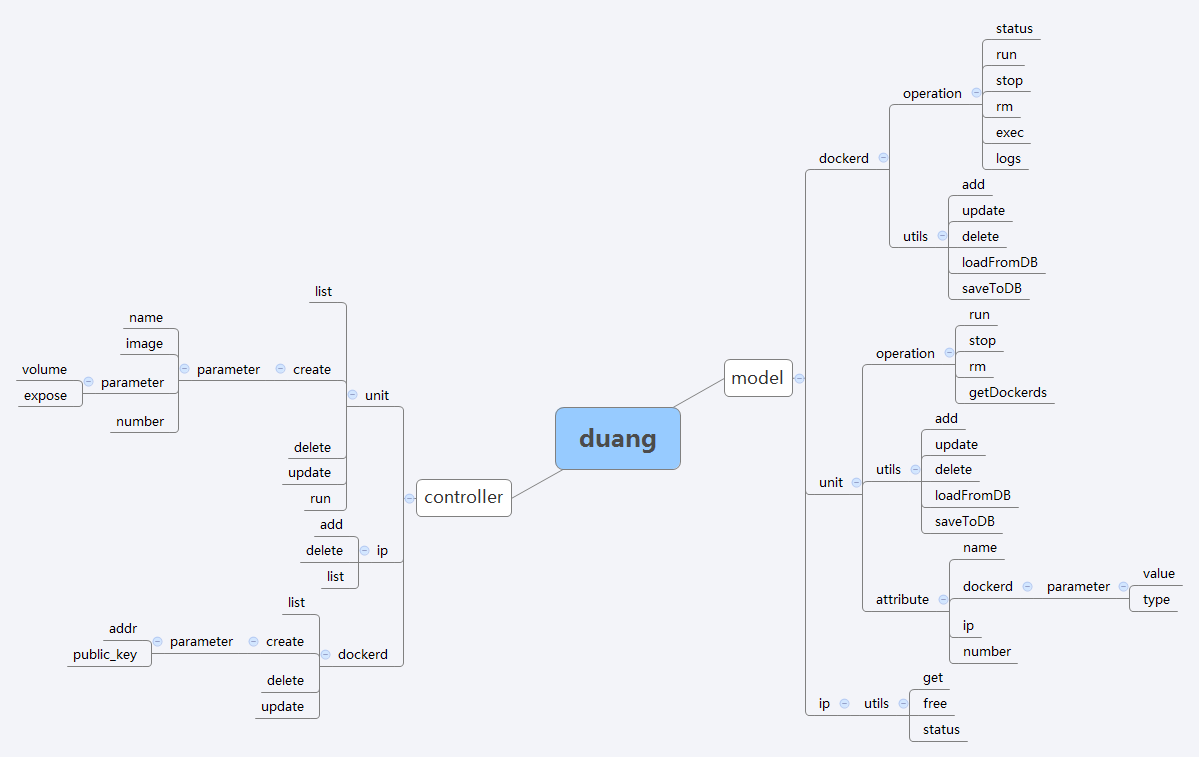 duang
model
dockerd
operation
status
run
stop
rm
exec
logs
utils
add
update
delete
loadFromDB
saveToDB
unit
operation
run
stop
rm
getDockerds
utils
add
update
delete
loadFromDB
saveToDB
attribute
name
dockerd
parameter
value
type
ip
number
ip
utils
get
free
status
controller
unit
list
create
parameter
name
image
parameter
volume
expose
number
delete
update
run
ip
add
delete
list
dockerd
list
create
parameter
addr
public_key
delete
update